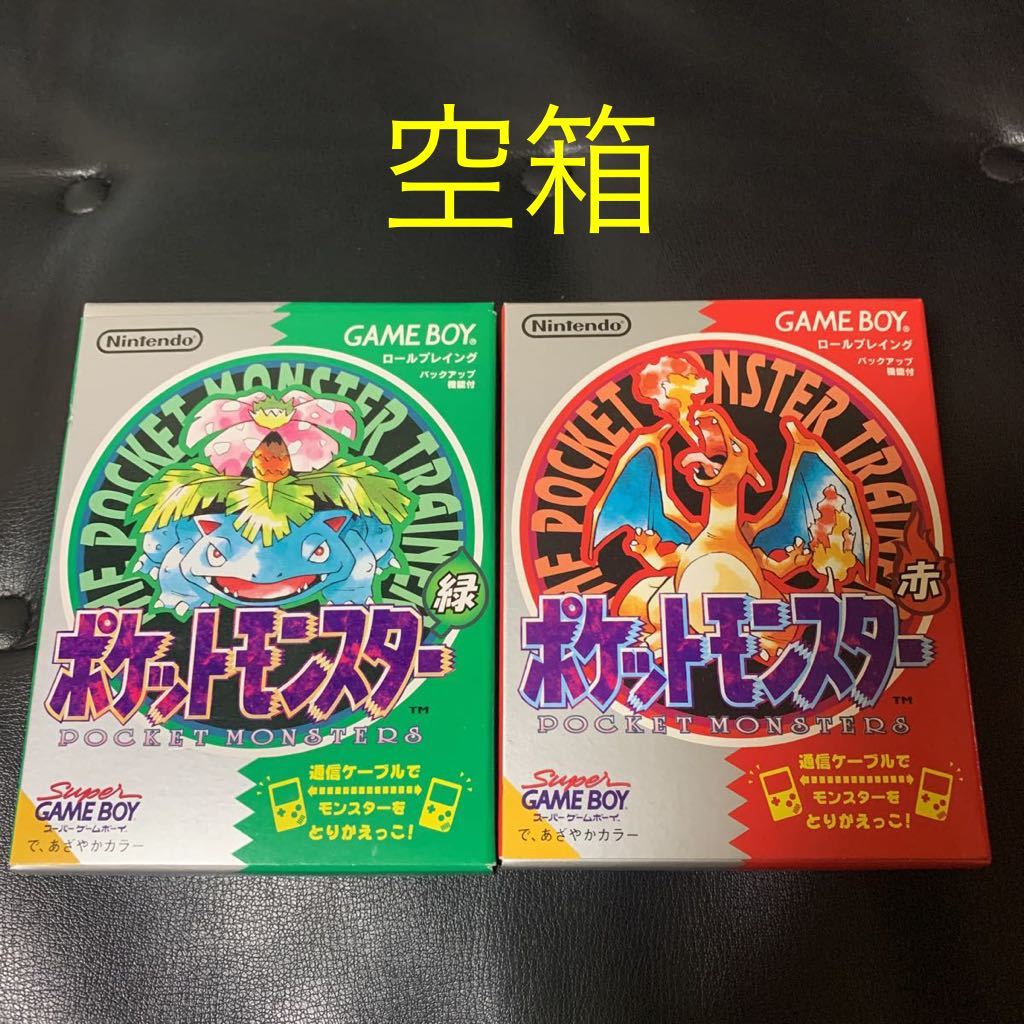 空箱
Nintendo
GAME BOY®
ロールプレイング
バックアップ
機能付
THE POCKET MONSTER TRAINER
緑
ポケットモンスター
TM
POCKET MONSTERS
Super
GAME BOY
スーパーゲームボーイ
で、あざやかカラー
通信ケーブルで
モンスターを
とりかえっこ!
Nintendo
GAME BOY®
ロールプレイング
バックアップ
機能付
HE POCKET MONSTER TRAINE
赤
ポケットモンスター
TM
POCKET MONSTERS
Super
GAME BOY
スーパーゲームボーイ
で、あざやかカラー
通信ケーブルで
モンスターを
とりかえっこ!